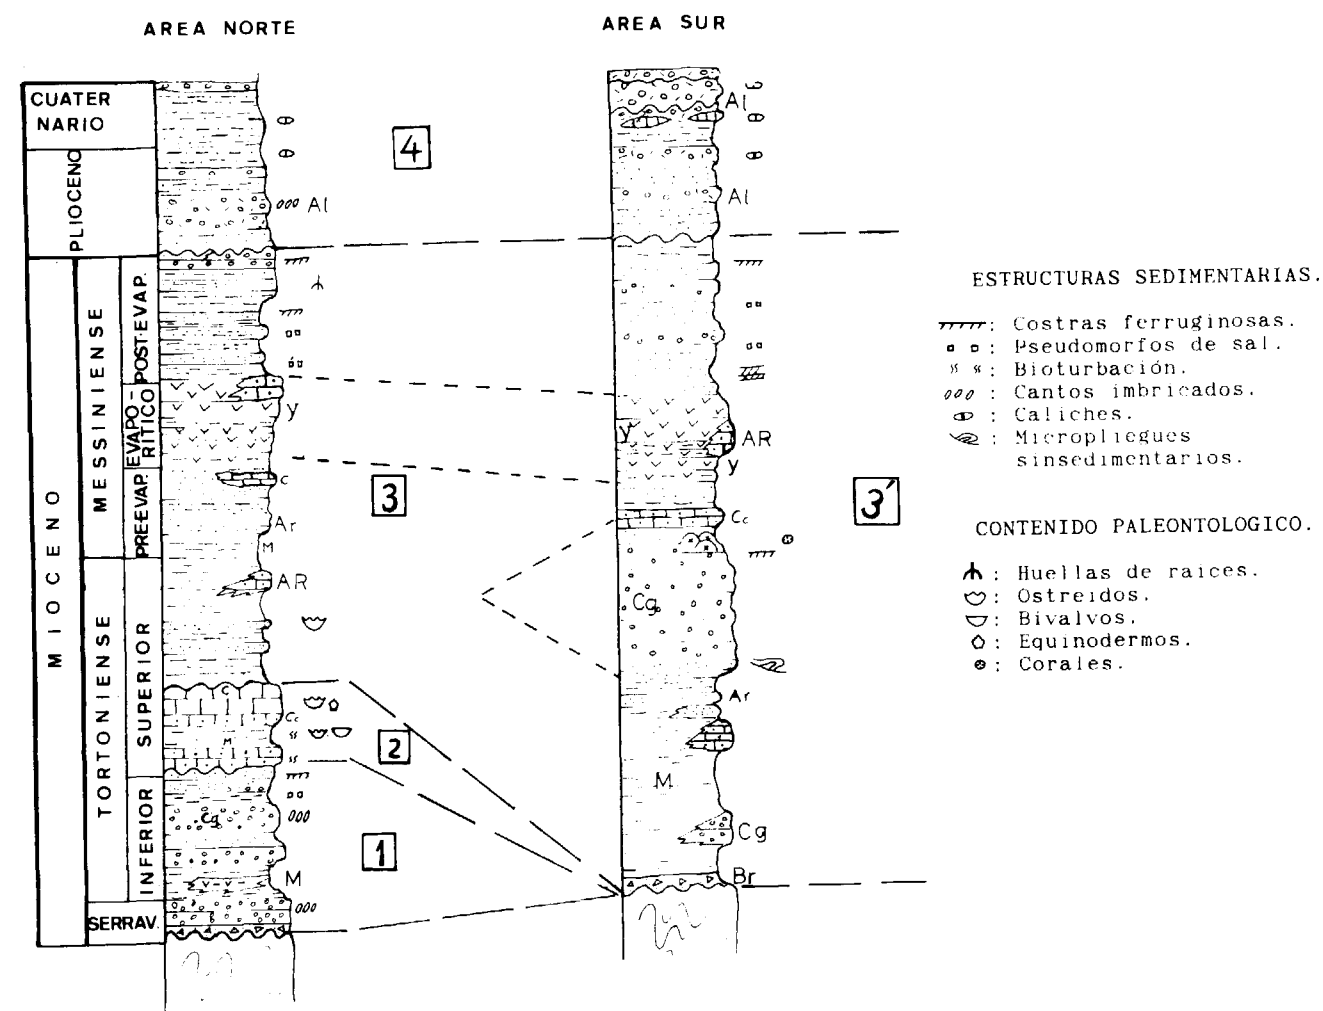 AREA NORTE
AREA SUR
CUATER
NARIO
PLIOCENO
MIOCENO
MESSINIENSE
POST-EVAP.
EVAPO-
RITICO
PRE-EVAP.
TORTONIENSE
SUPERIOR
INFERIOR
SERRAV.
Al
y
c
Ar
M
AR
c
Cc
M
Cg
M
4
3
2
1
3'
Al
Al
y
AR
y
Cc
Cg
Ar
M
Cg
Br
ESTRUCTURAS SEDIMENTARIAS.
: Costras ferruginosas.
: Pseudomorfos de sal.
: Bioturbación.
: Cantos imbricados.
: Caliches.
: Micropliegues
sinsedimentarios.
CONTENIDO PALEONTOLOGICO.
: Huellas de raices.
: Ostreidos.
: Bivalvos.
: Equinodermos.
: Corales.